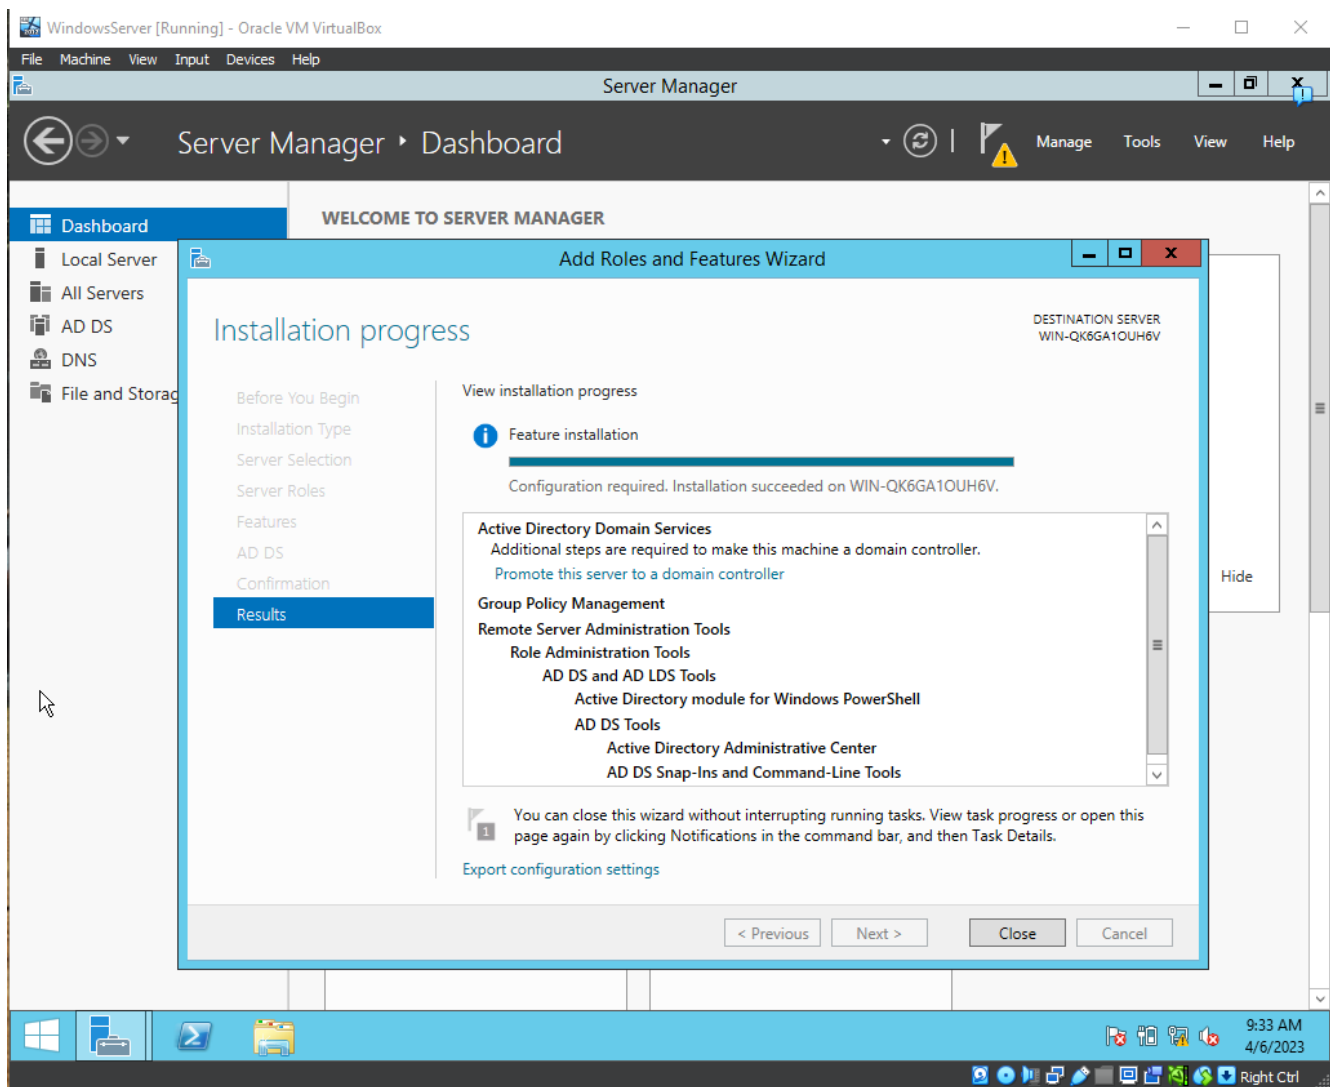 WindowsServer [Running] - Oracle VM VirtualBox
File Machine View Input Devices Help
Server Manager
Server Manager Dashboard
Manage Tools View Help
Dashboard
Local Server
All Servers
AD DS
DNS
File and Storag
WELCOME TO SERVER MANAGER
Add Roles and Features Wizard
Installation progress
DESTINATION SERVER
WIN-QK6GA1OUH6V
Before You Begin
Installation Type
Server Selection
Server Roles
Features
AD DS
Confirmation
Results
View installation progress
Feature installation
Configuration required. Installation succeeded on WIN-QK6GA1OUH6V.
Active Directory Domain Services
Additional steps are required to make this machine a domain controller.
Promote this server to a domain controller
Group Policy Management
Remote Server Administration Tools
Role Administration Tools
AD DS and AD LDS Tools
Active Directory module for Windows PowerShell
AD DS Tools
Active Directory Administrative Center
AD DS Snap-Ins and Command-Line Tools
1
You can close this wizard without interrupting running tasks. View task progress or open this
page again by clicking Notifications in the command bar, and then Task Details.
Export configuration settings
< Previous Next > Close Cancel
Hide
9:33 AM
4/6/2023
Right Ctrl